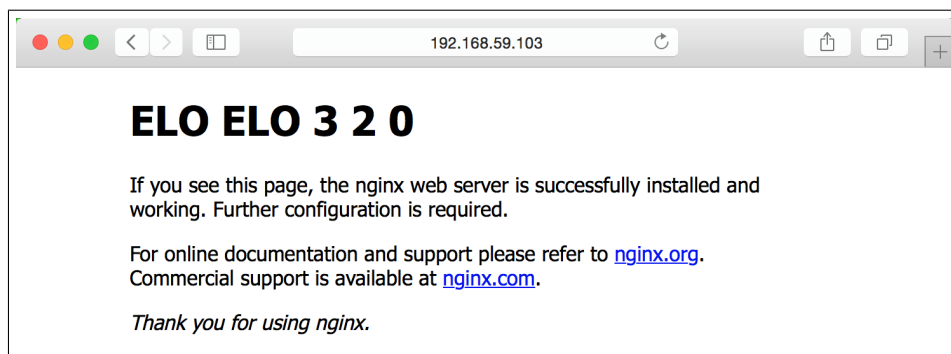 192.168.59.103
ELO ELO 3 2 0
If you see this page, the nginx web server is successfully installed and
working. Further configuration is required.
For online documentation and support please refer to nginx.org.
Commercial support is available at nginx.com.
Thank you for using nginx.